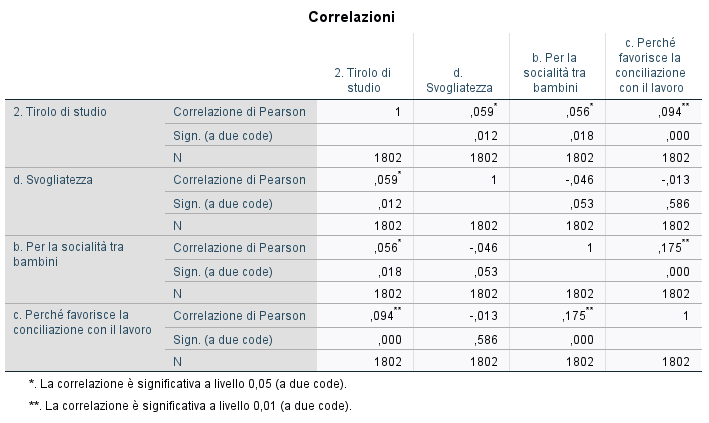 Correlazioni
2. Tirolo di studio
d. Svogliatezza
b. Per la socialità tra bambini
c. Perché favorisce la conciliazione con il lavoro
2. Tirolo di studio Correlazione di Pearson 1 ,059* ,056* ,094**
Sign. (a due code) ,012 ,018 ,000
N 1802 1802 1802 1802
d. Svogliatezza Correlazione di Pearson ,059* 1 -,046 -,013
Sign. (a due code) ,012 ,053 ,586
N 1802 1802 1802 1802
b. Per la socialità tra bambini Correlazione di Pearson ,056* -,046 1 ,175**
Sign. (a due code) ,018 ,053 ,000
N 1802 1802 1802 1802
c. Perché favorisce la conciliazione con il lavoro Correlazione di Pearson ,094** -,013 ,175** 1
Sign. (a due code) ,000 ,586 ,000
N 1802 1802 1802 1802
*. La correlazione è significativa a livello 0,05 (a due code).
**. La correlazione è significativa a livello 0,01 (a due code).